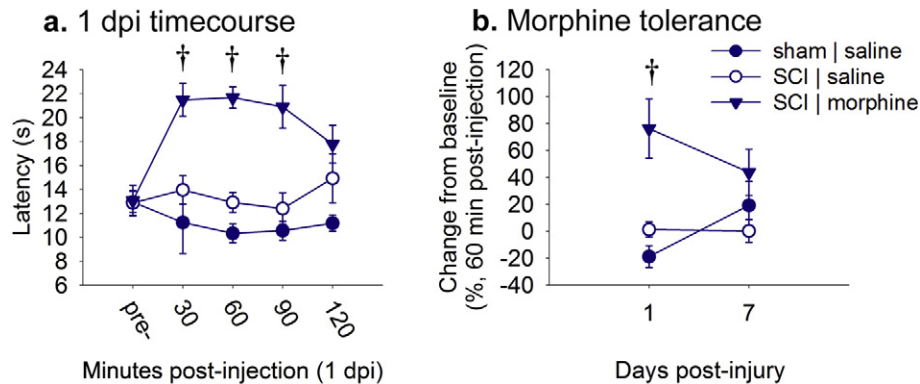 a. 1 dpi timecourse
†
†
†
24
22
20
18
16
14
12
10
8
6
Latency (s)
pre-
30
60
90
120
Minutes post-injection (1 dpi)
b. Morphine tolerance
sham | saline
SCI | saline
SCI | morphine
†
120
100
80
60
40
20
0
-20
-40
Change from baseline
(%, 60 min post-injection)
1
7
Days post-injury